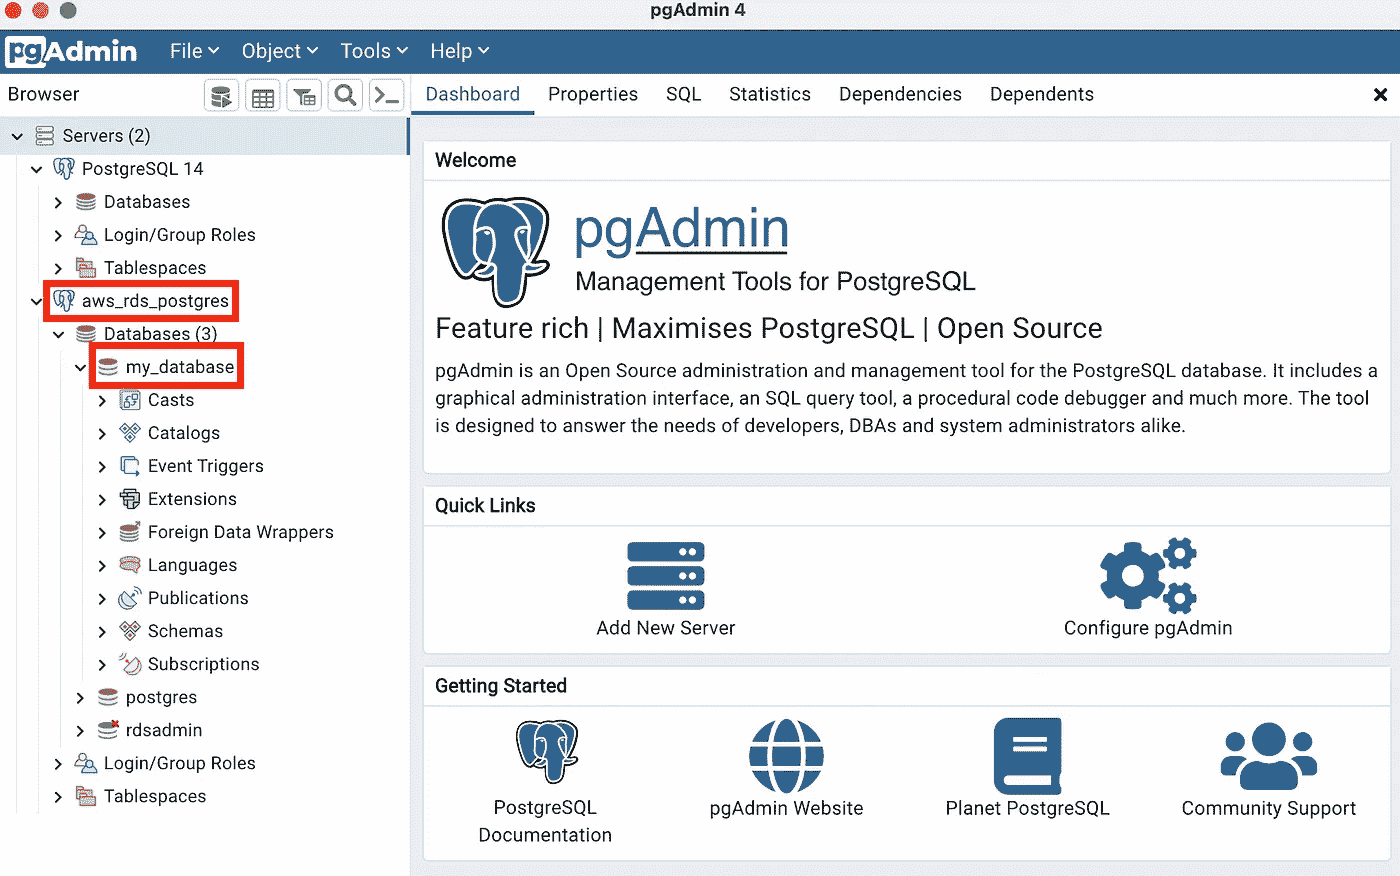 pgAdmin 4
pgAdmin File Object Tools Help
Browser
Dashboard Properties SQL Statistics Dependencies Dependents
Servers (2)
PostgreSQL 14
Databases
Login/Group Roles
Tablespaces
aws_rds_postgres
Databases (3)
my_database
Casts
Catalogs
Event Triggers
Extensions
Foreign Data Wrappers
Languages
Publications
Schemas
Subscriptions
postgres
rdsadmin
Login/Group Roles
Tablespaces
Welcome
pgAdmin
Management Tools for PostgreSQL
Feature rich | Maximises PostgreSQL | Open Source
pgAdmin is an Open Source administration and management tool for the PostgreSQL database. It includes a
graphical administration interface, an SQL query tool, a procedural code debugger and much more. The tool
is designed to answer the needs of developers, DBAs and system administrators alike.
Quick Links
Add New Server
Configure pgAdmin
Getting Started
PostgreSQL
Documentation
pgAdmin Website
Planet PostgreSQL
Community Support